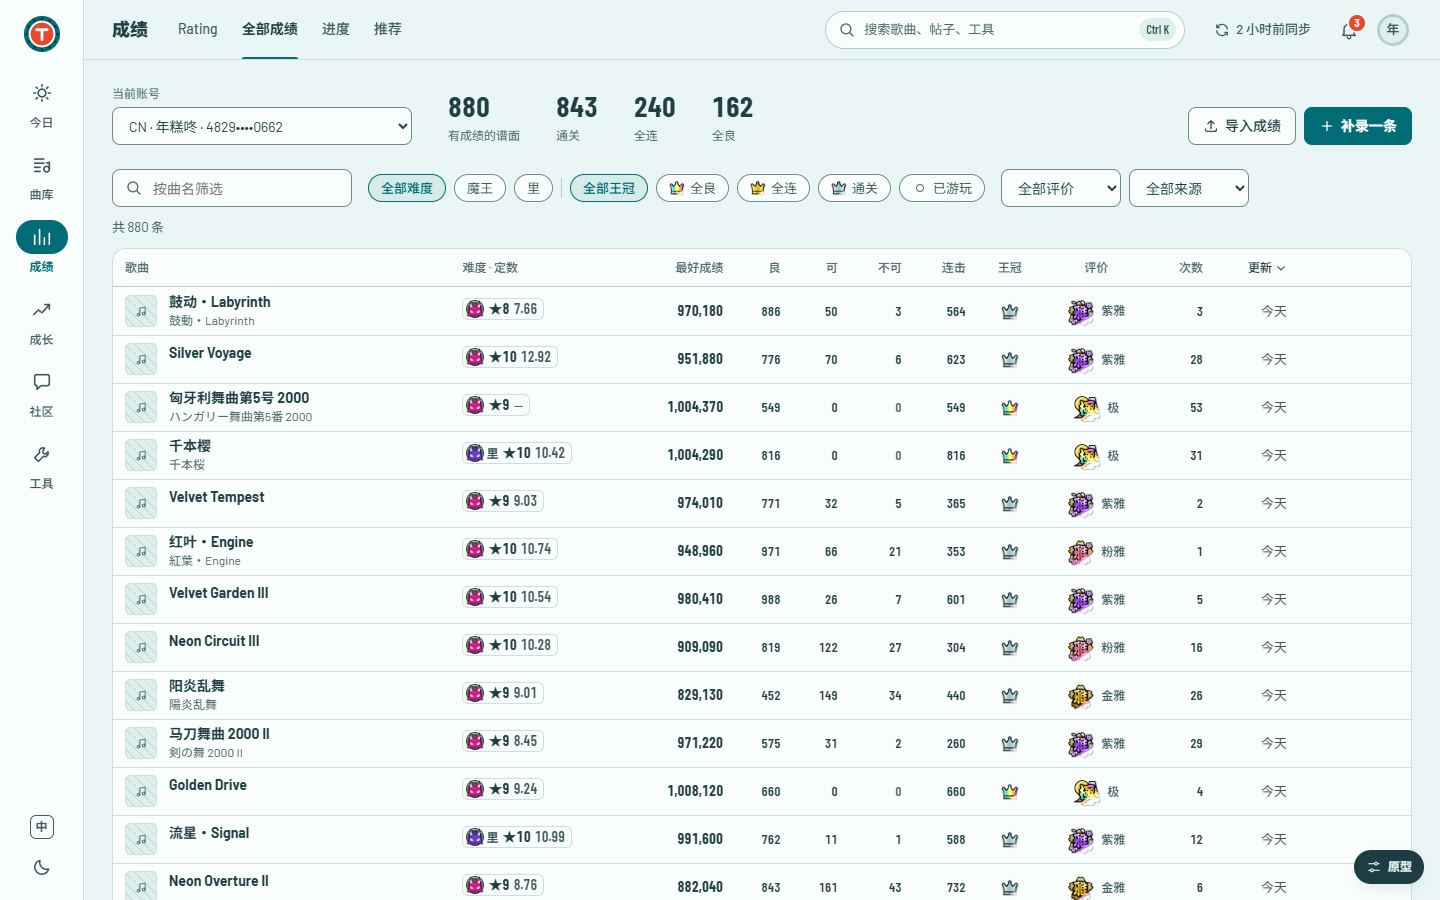 成绩 Rating 全部成绩 进度 推荐 搜索歌曲、帖子、工具 Ctrl K 2 小时前同步 3 年
今日
曲库
成绩
成长
社区
工具
中
当前账号
CN · 年糕咚 · 4829••••0662
880 843 240 162
有成绩的谱面 通关 全连 全良
导入成绩 补录一条
按曲名筛选 全部难度 魔王 里 全部王冠 全良 全连 通关 已游玩 全部评价 全部来源
共 880 条
歌曲 难度 · 定数 最好成绩 良 可 不可 连击 王冠 评价 次数 更新
鼓动・Labyrinth ★8 7.66 970,180 886 50 3 564 紫雅 3 今天
鼓動・Labyrinth
Silver Voyage ★10 12.92 951,880 776 70 6 623 紫雅 28 今天
匈牙利舞曲第5号 2000 ★9 — 1,004,370 549 0 0 549 极 53 今天
ハンガリー舞曲第5番 2000
千本樱 里 ★10 10.42 1,004,290 816 0 0 816 极 31 今天
千本桜
Velvet Tempest ★9 9.03 974,010 771 32 5 365 紫雅 2 今天
红叶・Engine ★10 10.74 948,960 971 66 21 353 粉雅 1 今天
紅葉・Engine
Velvet Garden III ★10 10.54 980,410 988 26 7 601 紫雅 5 今天
Neon Circuit III ★10 10.28 909,090 819 122 27 304 粉雅 16 今天
阳炎乱舞 ★9 9.01 829,130 452 149 34 440 金雅 26 今天
陽炎乱舞
马刀舞曲 2000 II ★9 8.45 971,220 575 31 2 260 紫雅 29 今天
剣の舞 2000 II
Golden Drive ★9 9.24 1,008,120 660 0 0 660 极 4 今天
流星・Signal 里 ★10 10.99 991,600 762 11 1 588 紫雅 12 今天
Neon Overture II ★9 8.76 882,040 843 161 43 732 金雅 6 今天
原型